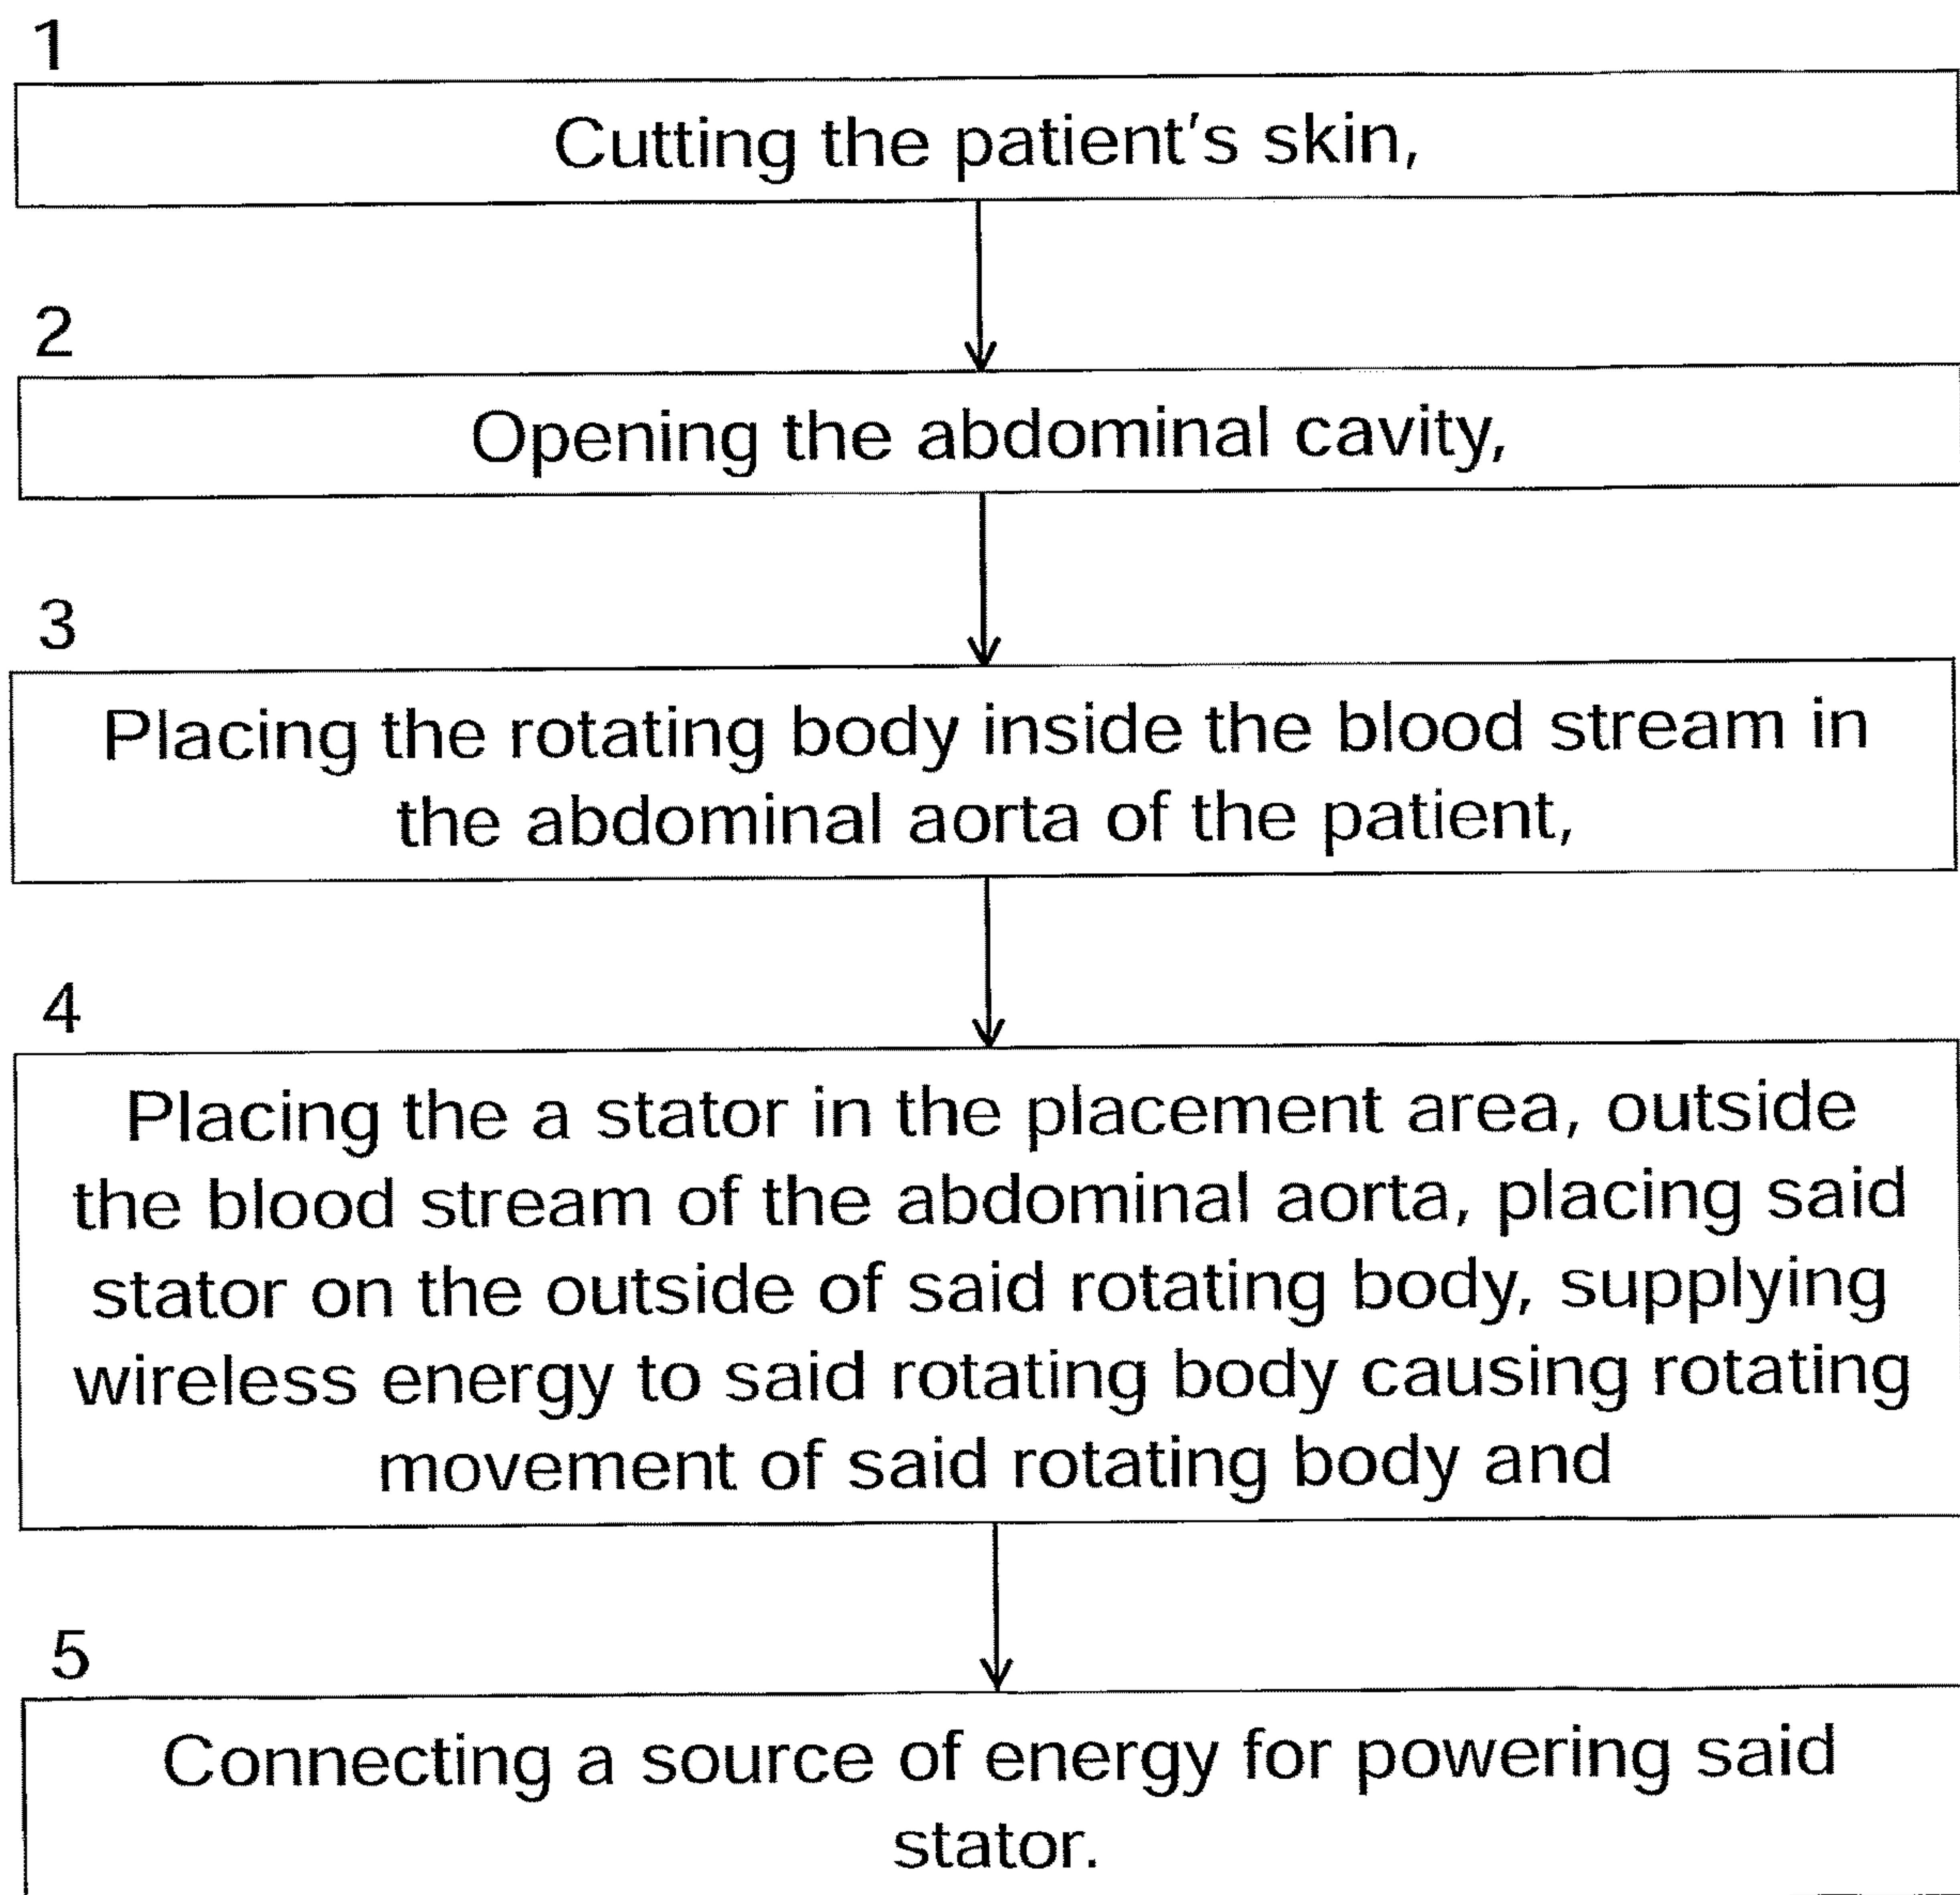 1
Cutting the patient's skin,
2
Opening the abdominal cavity,
3
Placing the rotating body inside the blood stream in
the abdominal aorta of the patient,
4
Placing the a stator in the placement area, outside
the blood stream of the abdominal aorta, placing said
stator on the outside of said rotating body, supplying
wireless energy to said rotating body causing rotating
movement of said rotating body and
5
Connecting a source of energy for powering said
stator.